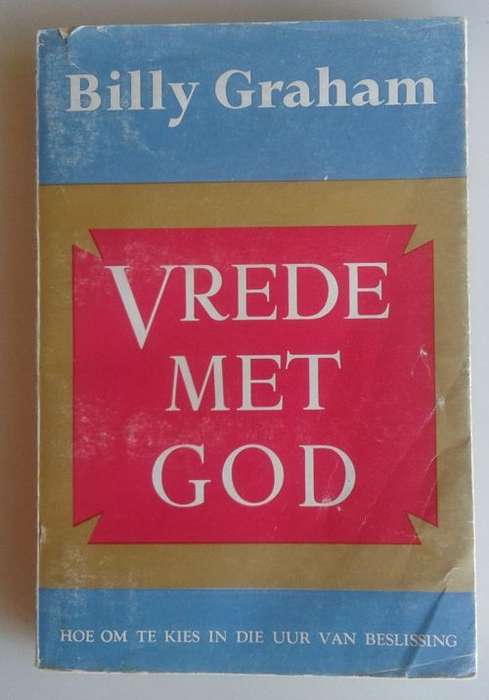 Billy Graham
VREDE
MET
GOD
HOE OM TE KIES IN DIE UUR VAN BESLISSING